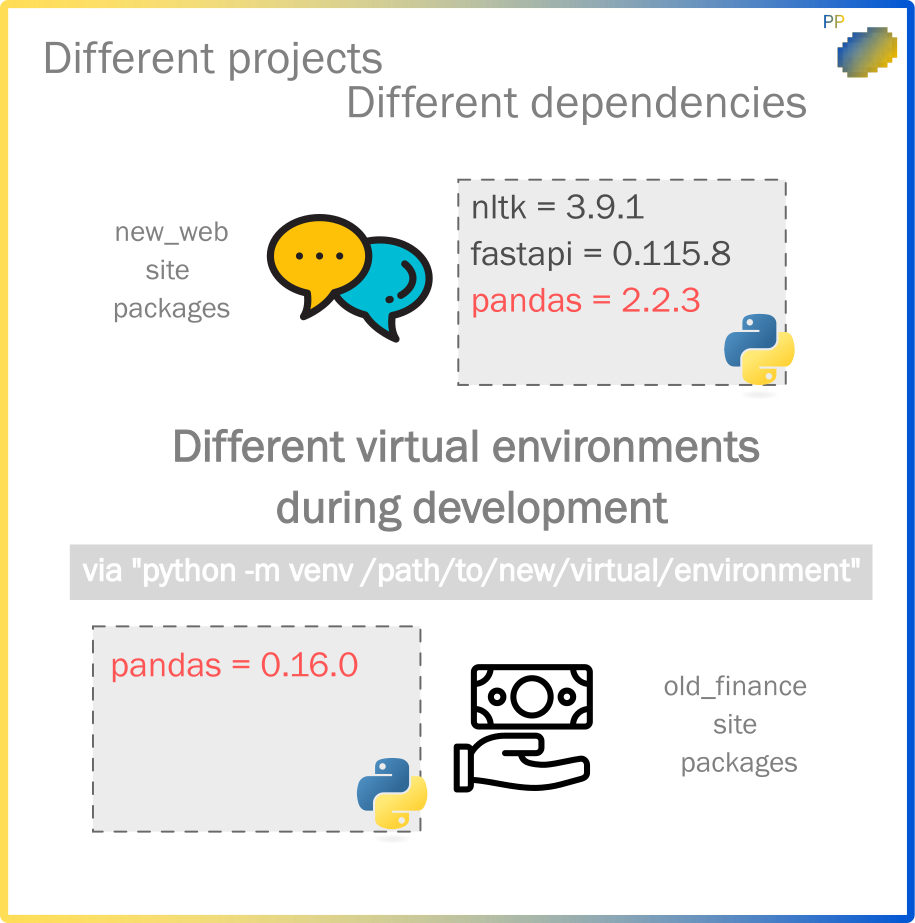 PP
Different projects
Different dependencies
new_web
site
packages
nltk = 3.9.1
fastapi = 0.115.8
pandas = 2.2.3
Different virtual environments
during development
via "python -m venv /path/to/new/virtual/environment"
pandas = 0.16.0
old_finance
site
packages